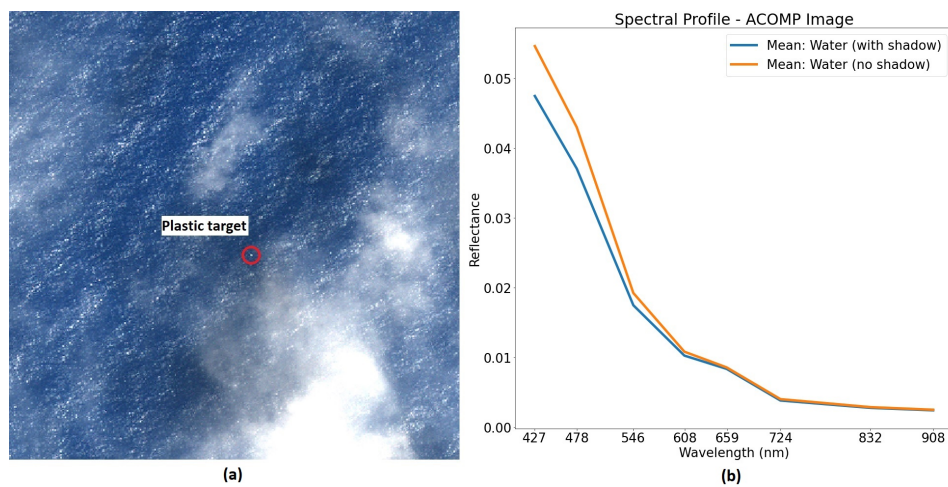 Plastic target
(a)
Spectral Profile - ACOMP Image
Mean: Water (with shadow)
Mean: Water (no shadow)
Reflectance
0.05
0.04
0.03
0.02
0.01
0.00
427 478 546 608 659 724 832 908
Wavelength (nm)
(b)